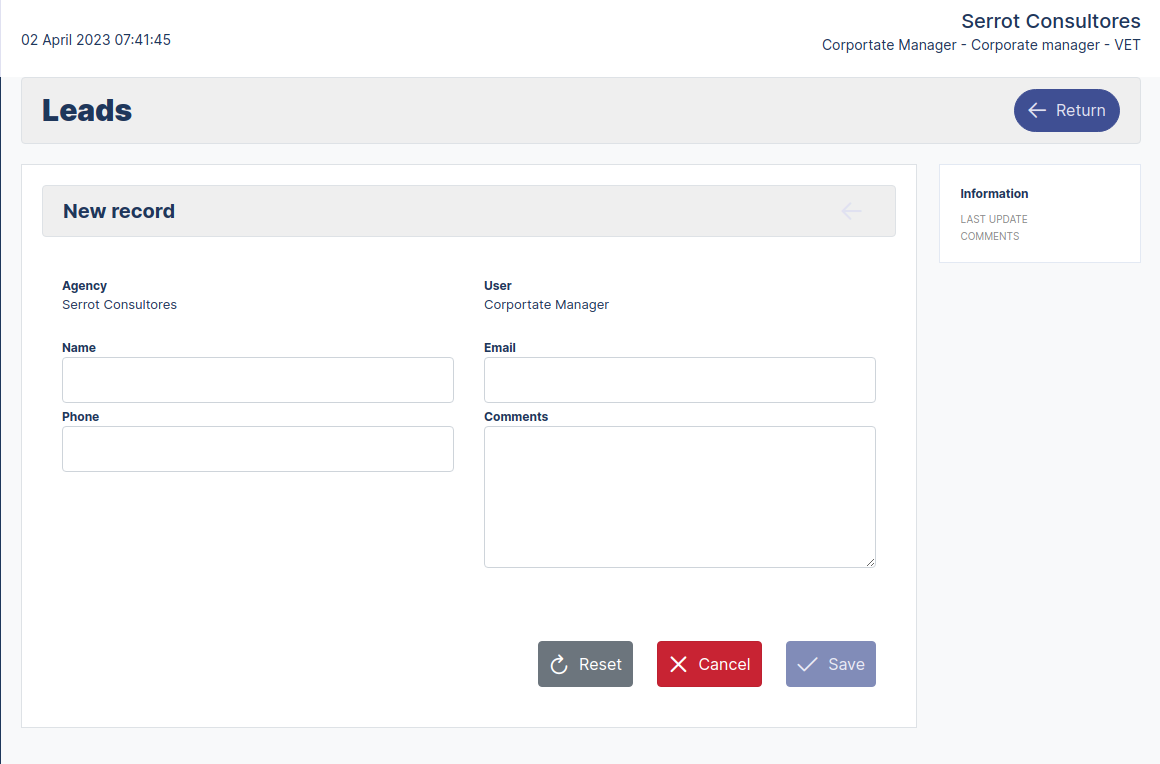 Serrot Consultores
02 April 2023 07:41:45
Corportate Manager - Corporate manager - VET
Leads
Return
New record
Information
LAST UPDATE
COMMENTS
Agency
Serrot Consultores
User
Corportate Manager
Name
Email
Phone
Comments
Reset
Cancel
Save